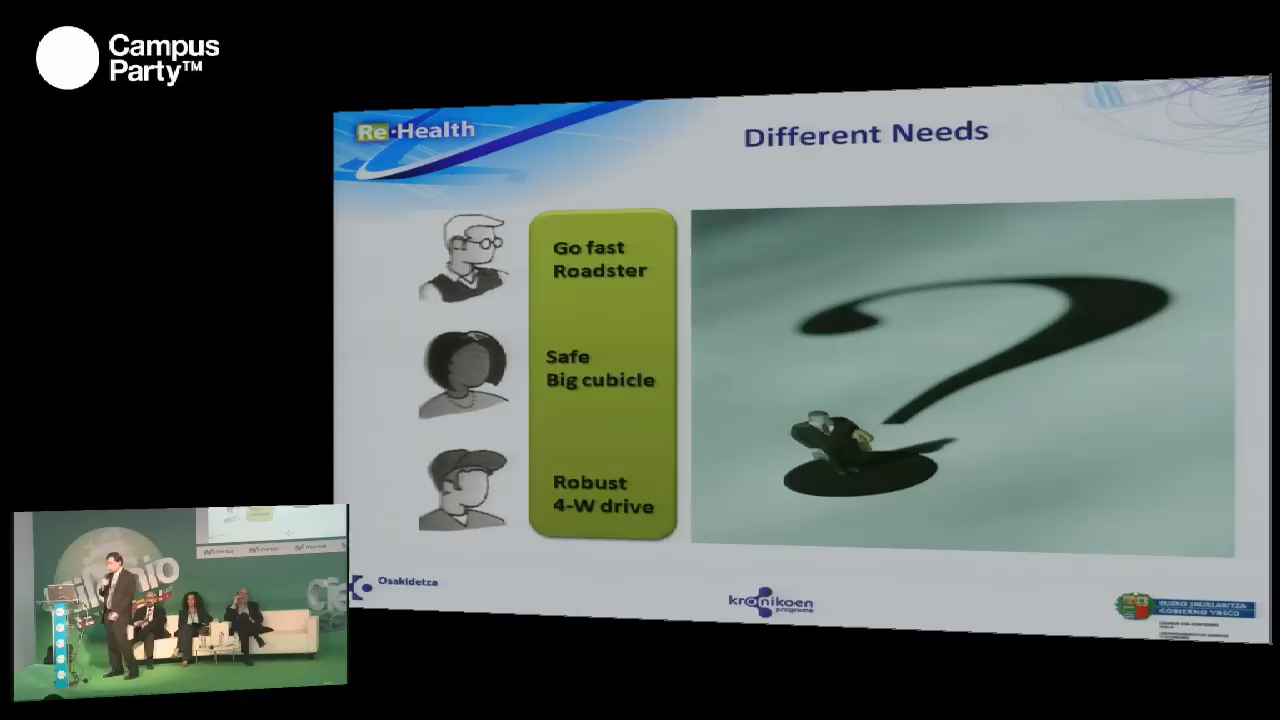 Campus
Party™
Re-Health
Different Needs
Go fast
Roadster
Safe
Big cubicle
Robust
4-W drive
Osakidetza
kronikoen
programa
EUSKO JAURLARITZA
GOBIERNO VASCO